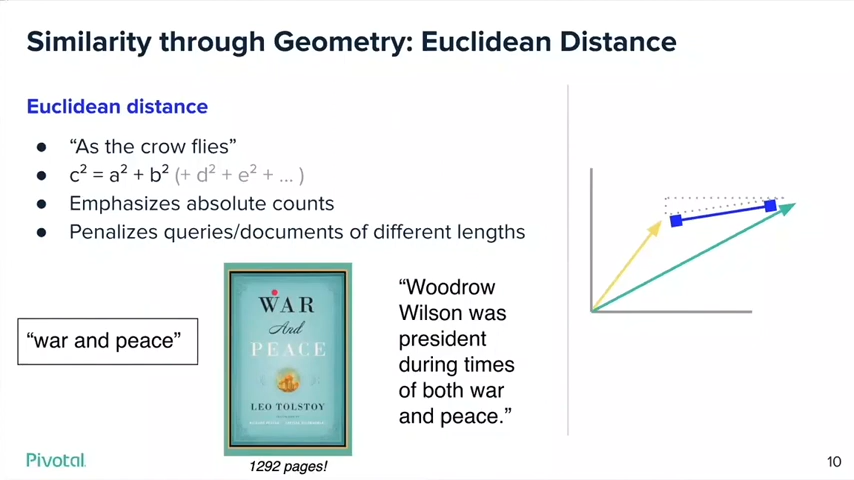 Similarity through Geometry: Euclidean Distance
Euclidean distance
● “As the crow flies”
● c² = a² + b² (+ d² + e² + ... )
● Emphasizes absolute counts
● Penalizes queries/documents of different lengths
“war and peace”
WAR
And
PEACE
LEO TOLSTOY
1292 pages!
“Woodrow
Wilson was
president
during times
of both war
and peace.”
Pivotal
10